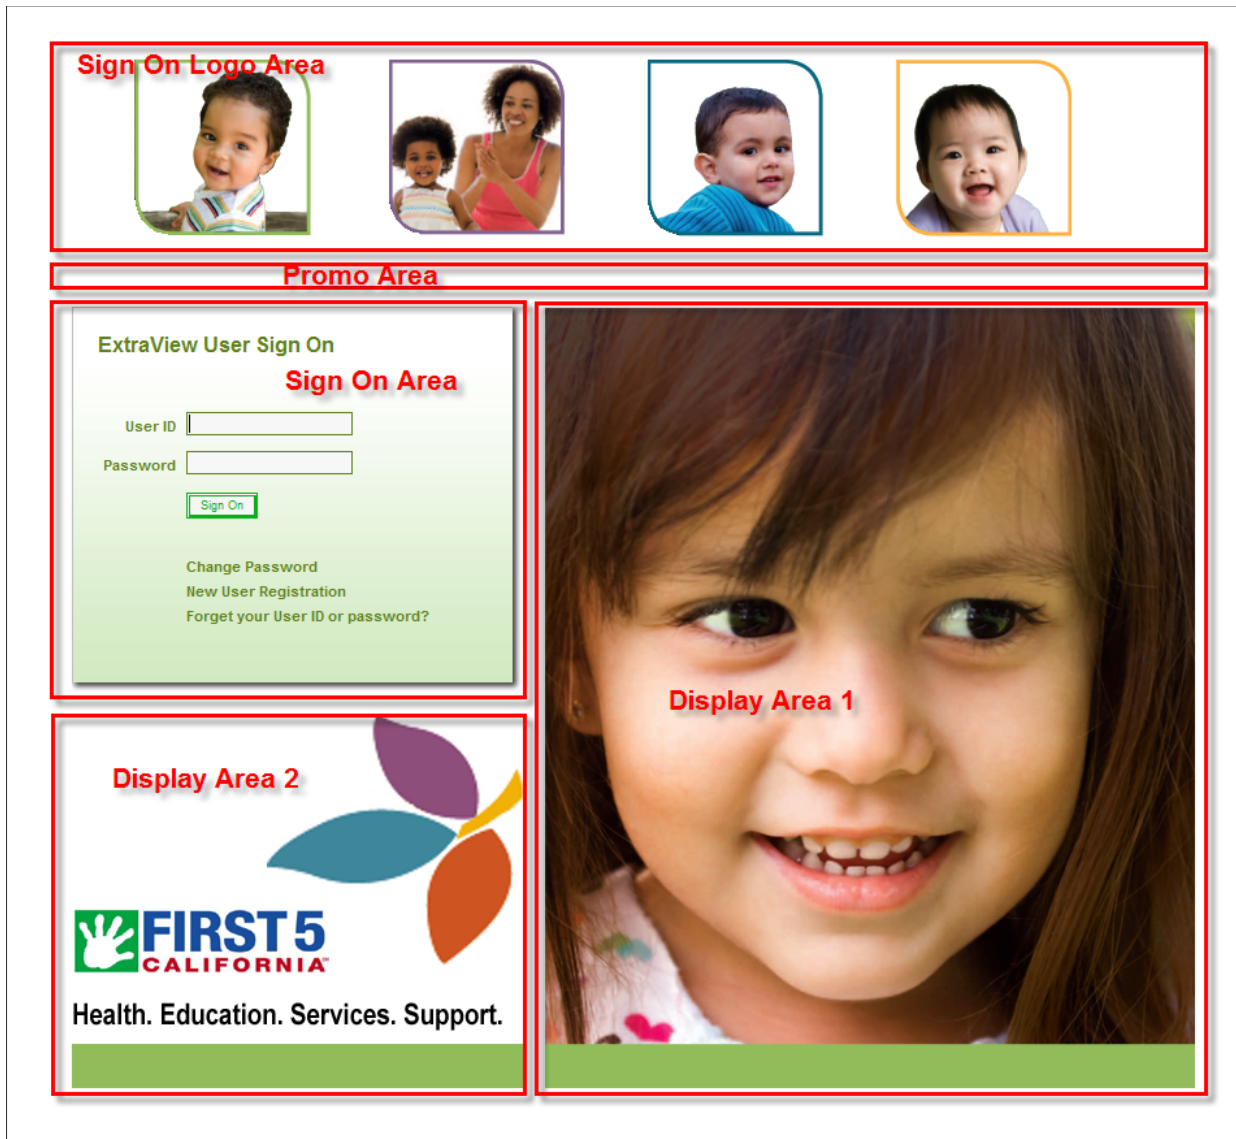 Sign On Logo Area
Promo Area
ExtraView User Sign On
Sign On Area
User ID
Password
Sign On
Change Password
New User Registration
Forget your User ID or password?
Display Area 1
Display Area 2
FIRST 5
CALIFORNIA
Health. Education. Services. Support.